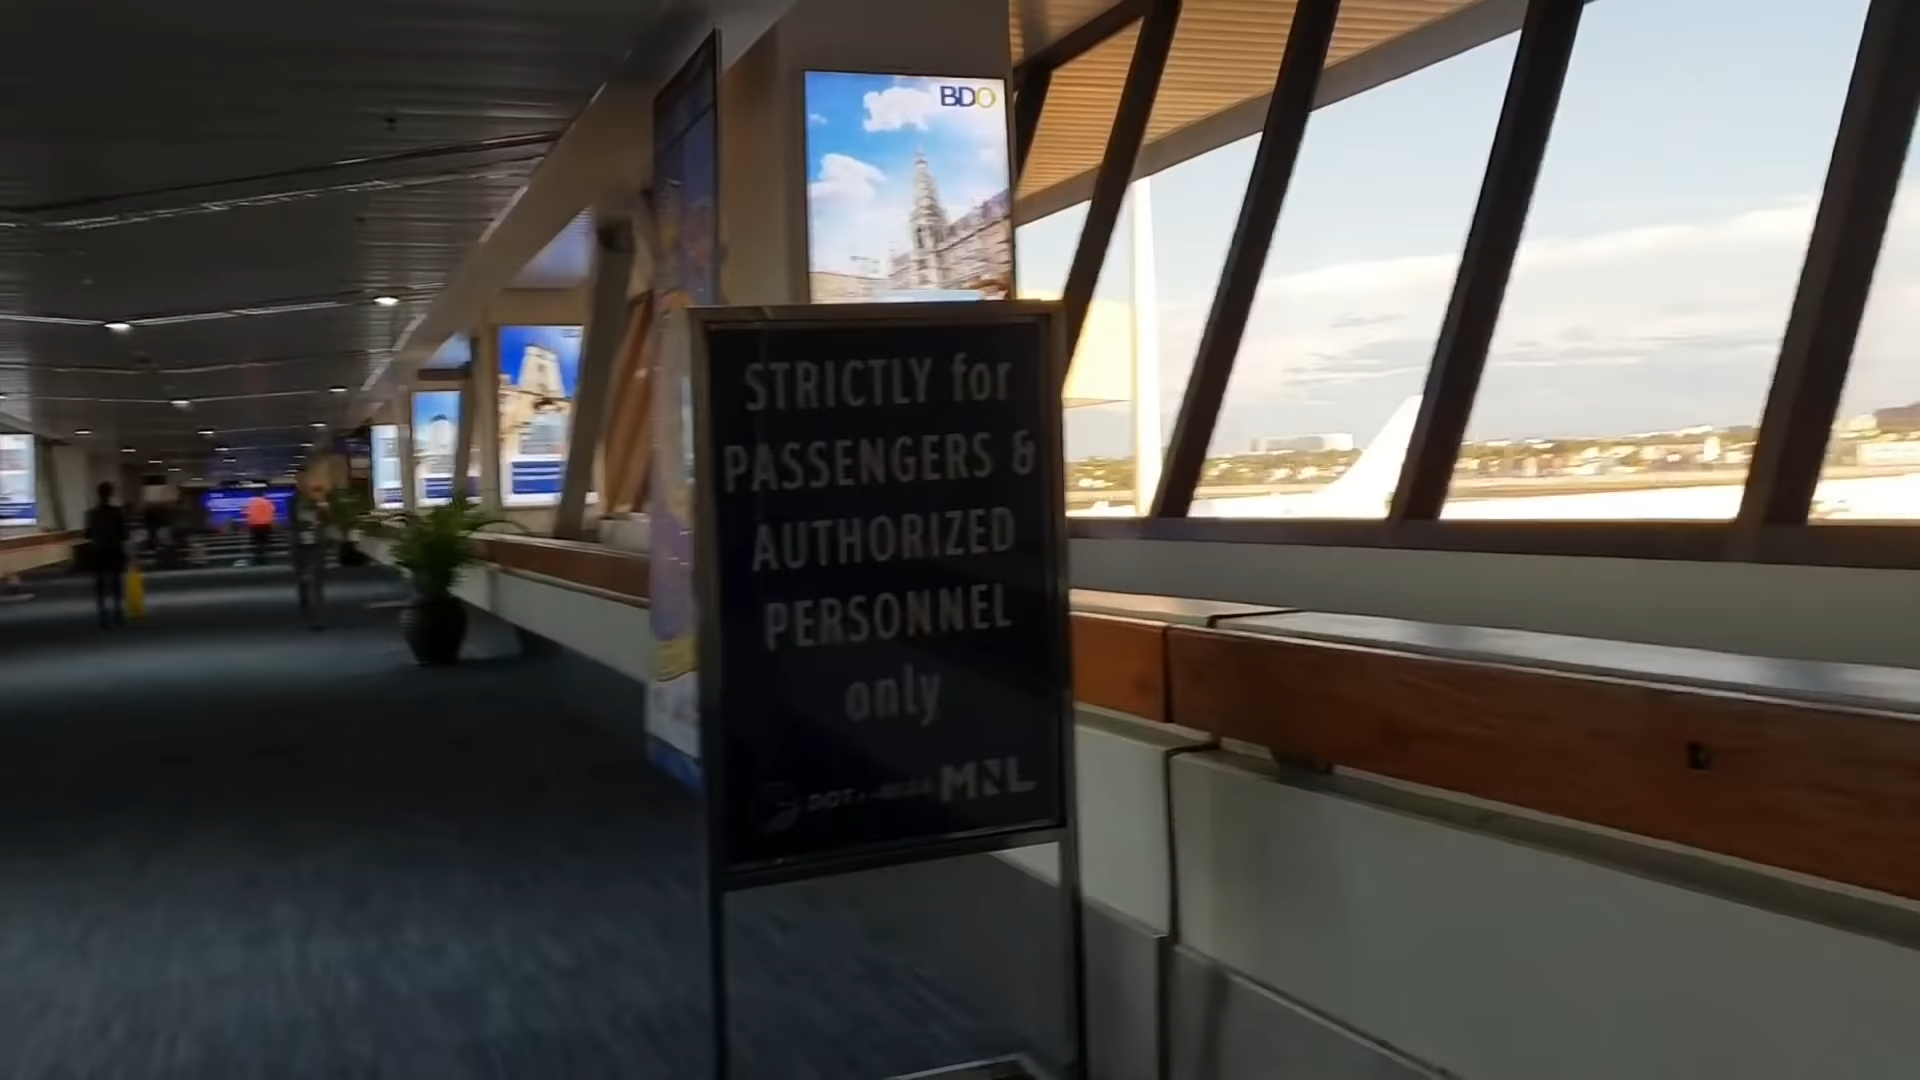 BDO
STRICTLY for
PASSENGERS &
AUTHORIZED
PERSONNEL
only
MNL